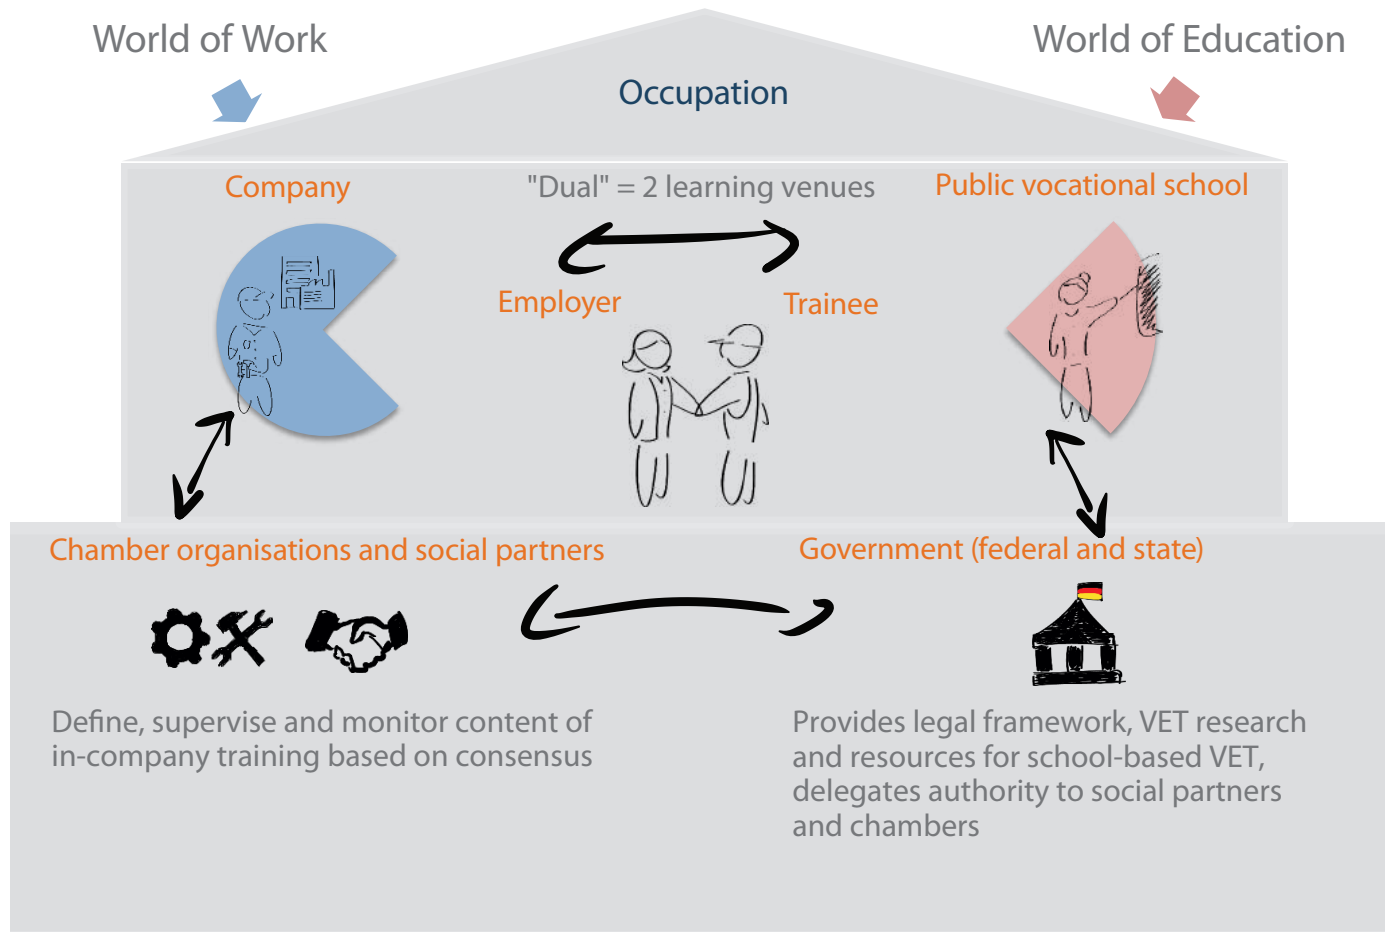 World of Work
World of Education
Occupation
Company
"Dual" = 2 learning venues
Public vocational school
Employer
Trainee
Chamber organisations and social partners
Government (federal and state)
Define, supervise and monitor content of
in-company training based on consensus
Provides legal framework, VET research
and resources for school-based VET,
delegates authority to social partners
and chambers